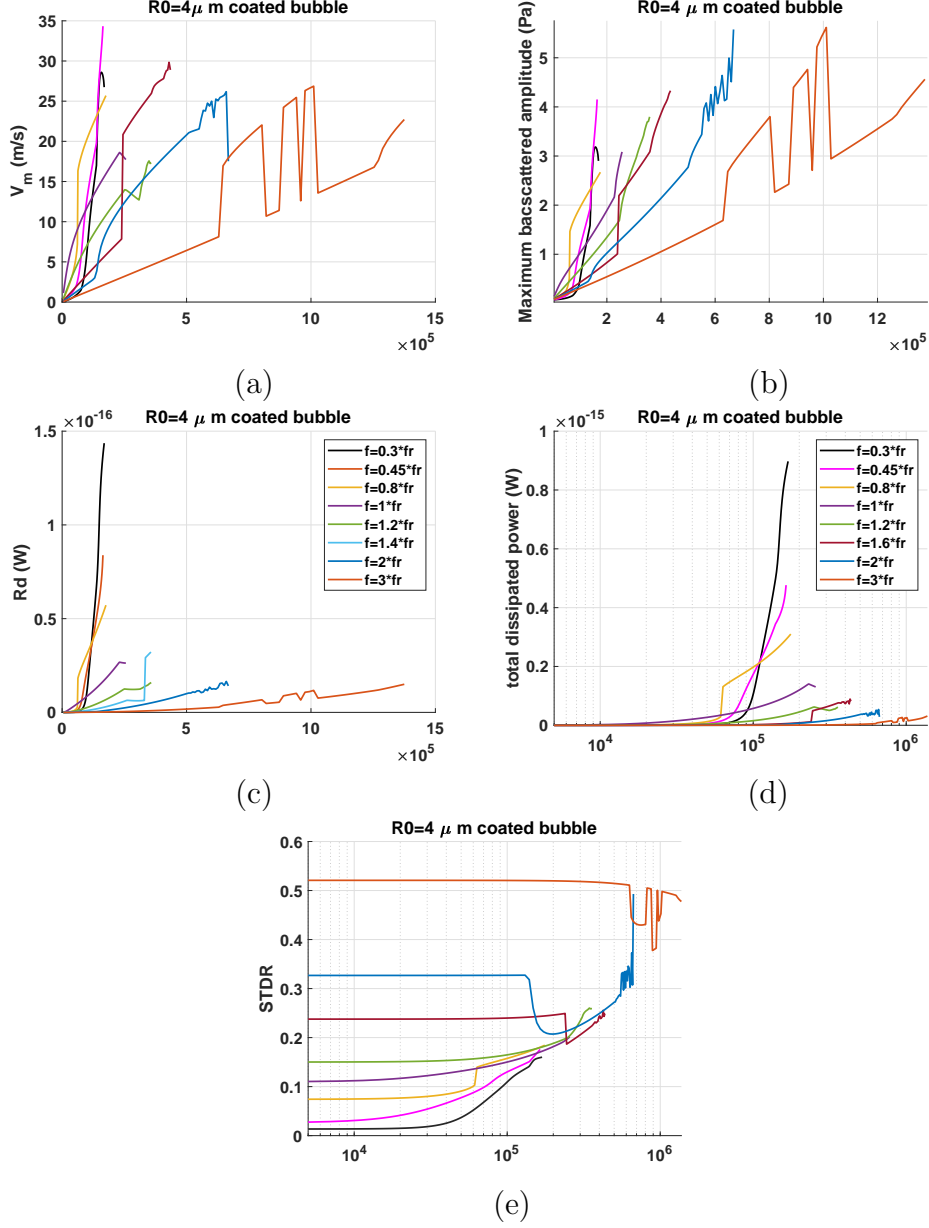 R0=4μ m coated bubble
V_m (m/s)
35
30
25
20
15
10
5
0
0 5 10 15
×10^5
(a)
R0=4 μ m coated bubble
Maximum bacscattered amplitude (Pa)
5
4
3
2
1
2 4 6 8 10 12
×10^5
(b)
R0=4 μ m coated bubble
×10^-16
Rd (W)
1.5
1
0.5
0
0 5 10 15
×10^5
f=0.3*fr
f=0.45*fr
f=0.8*fr
f=1*fr
f=1.2*fr
f=1.4*fr
f=2*fr
f=3*fr
(c)
R0=4 μ m coated bubble
×10^-15
total dissipated power (W)
1
0.8
0.6
0.4
0.2
0
10^4 10^5 10^6
f=0.3*fr
f=0.45*fr
f=0.8*fr
f=1*fr
f=1.2*fr
f=1.6*fr
f=2*fr
f=3*fr
(d)
R0=4 μ m coated bubble
STDR
0.6
0.5
0.4
0.3
0.2
0.1
0
10^4 10^5 10^6
(e)